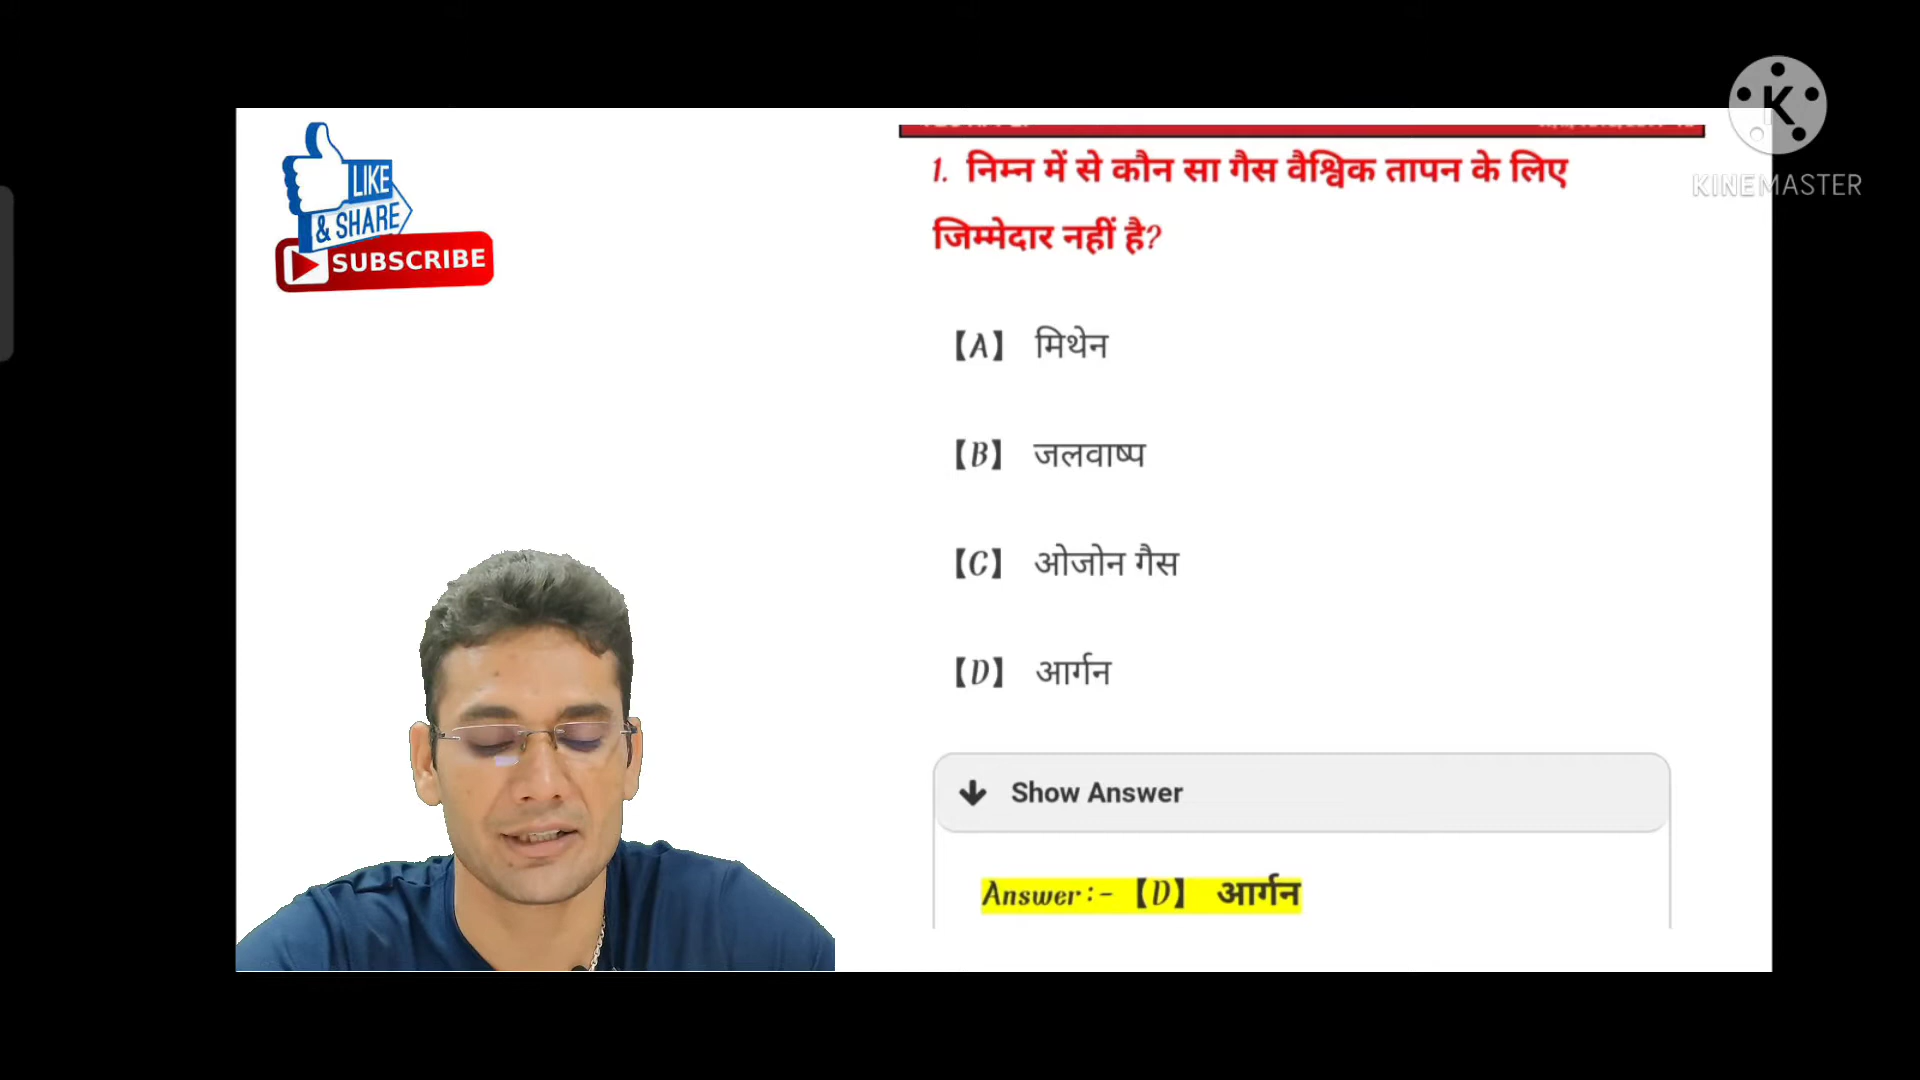 LIKE
& SHARE
SUBSCRIBE
KINEMASTER
1. निम्न में से कौन सा गैस वैश्विक तापन के लिए
जिम्मेदार नहीं है?
【A】 मिथेन
【B】 जलवाष्प
【C】 ओजोन गैस
【D】 आर्गन
Show Answer
Answer:- 【D】 आर्गन